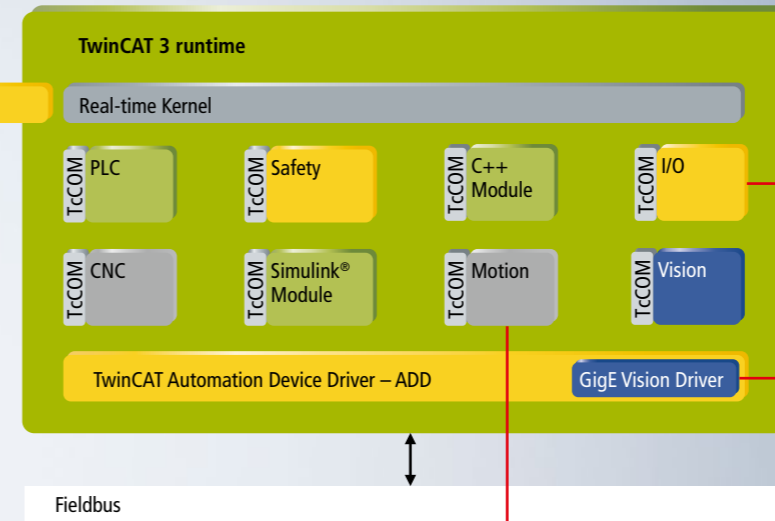 TwinCAT 3 runtime
Real-time Kernel
TcCOM
PLC
TcCOM
Safety
TcCOM
C++
Module
TcCOM
I/O
TcCOM
CNC
TcCOM
Simulink®
Module
TcCOM
Motion
TcCOM
Vision
TwinCAT Automation Device Driver – ADD
GigE Vision Driver
Fieldbus